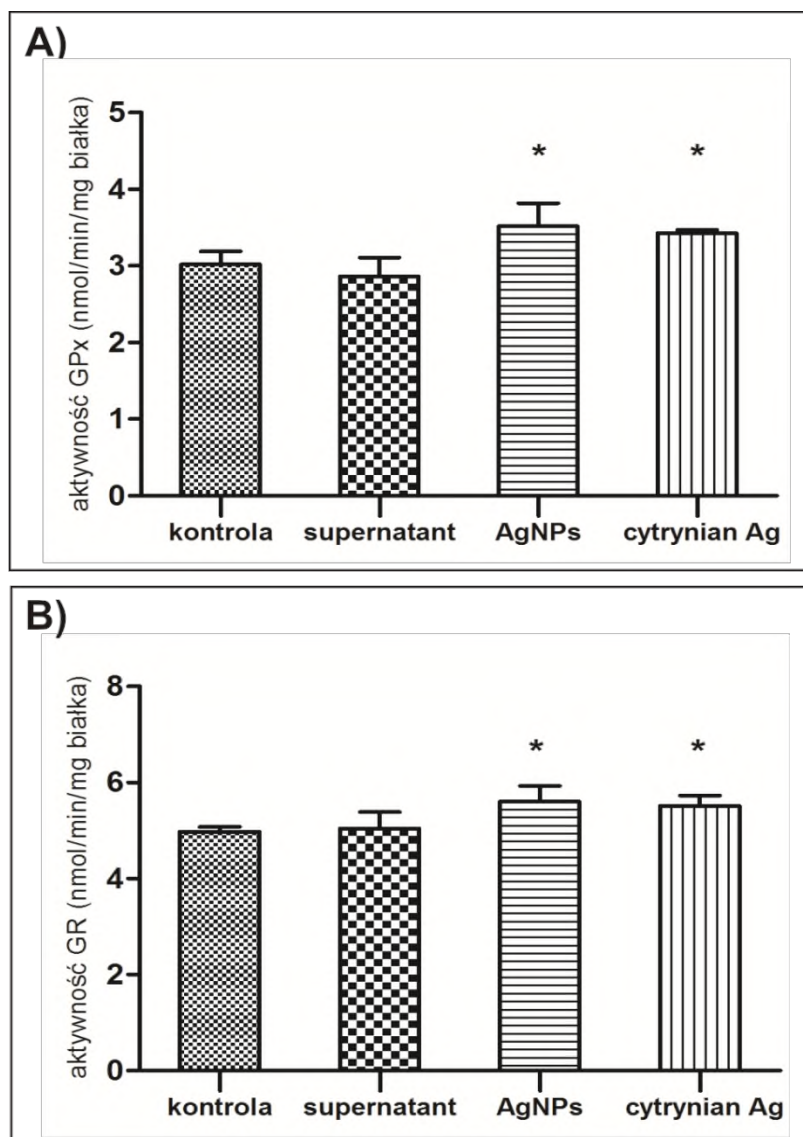 A)
aktywność GPx (nmol/min/mg białka)
5
*
*
4
3
2
1
0
kontrola supernatant AgNPs cytrynian Ag
B)
aktywność GR (nmol/min/mg białka)
8
*
*
6
4
2
0
kontrola supernatant AgNPs cytrynian Ag